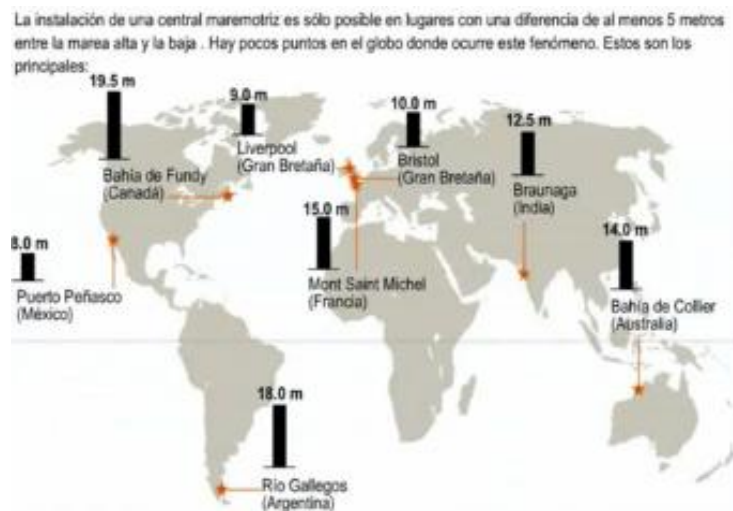 La instalación de una central maremotriz es sólo posible en lugares con una diferencia de al menos 5 metros
entre la marea alta y la baja . Hay pocos puntos en el globo donde ocurre este fenómeno. Estos son los
principales:
19.5 m
Bahía de Fundy
(Canadá)
9.0 m
Liverpool
(Gran Bretaña)
10.0 m
Bristol
(Gran Bretaña)
12.5 m
Braunaga
(India)
8.0 m
Puerto Peñasco
(México)
15.0 m
Mont Saint Michel
(Francia)
14.0 m
Bahía de Collier
(Australia)
18.0 m
Río Gallegos
(Argentina)